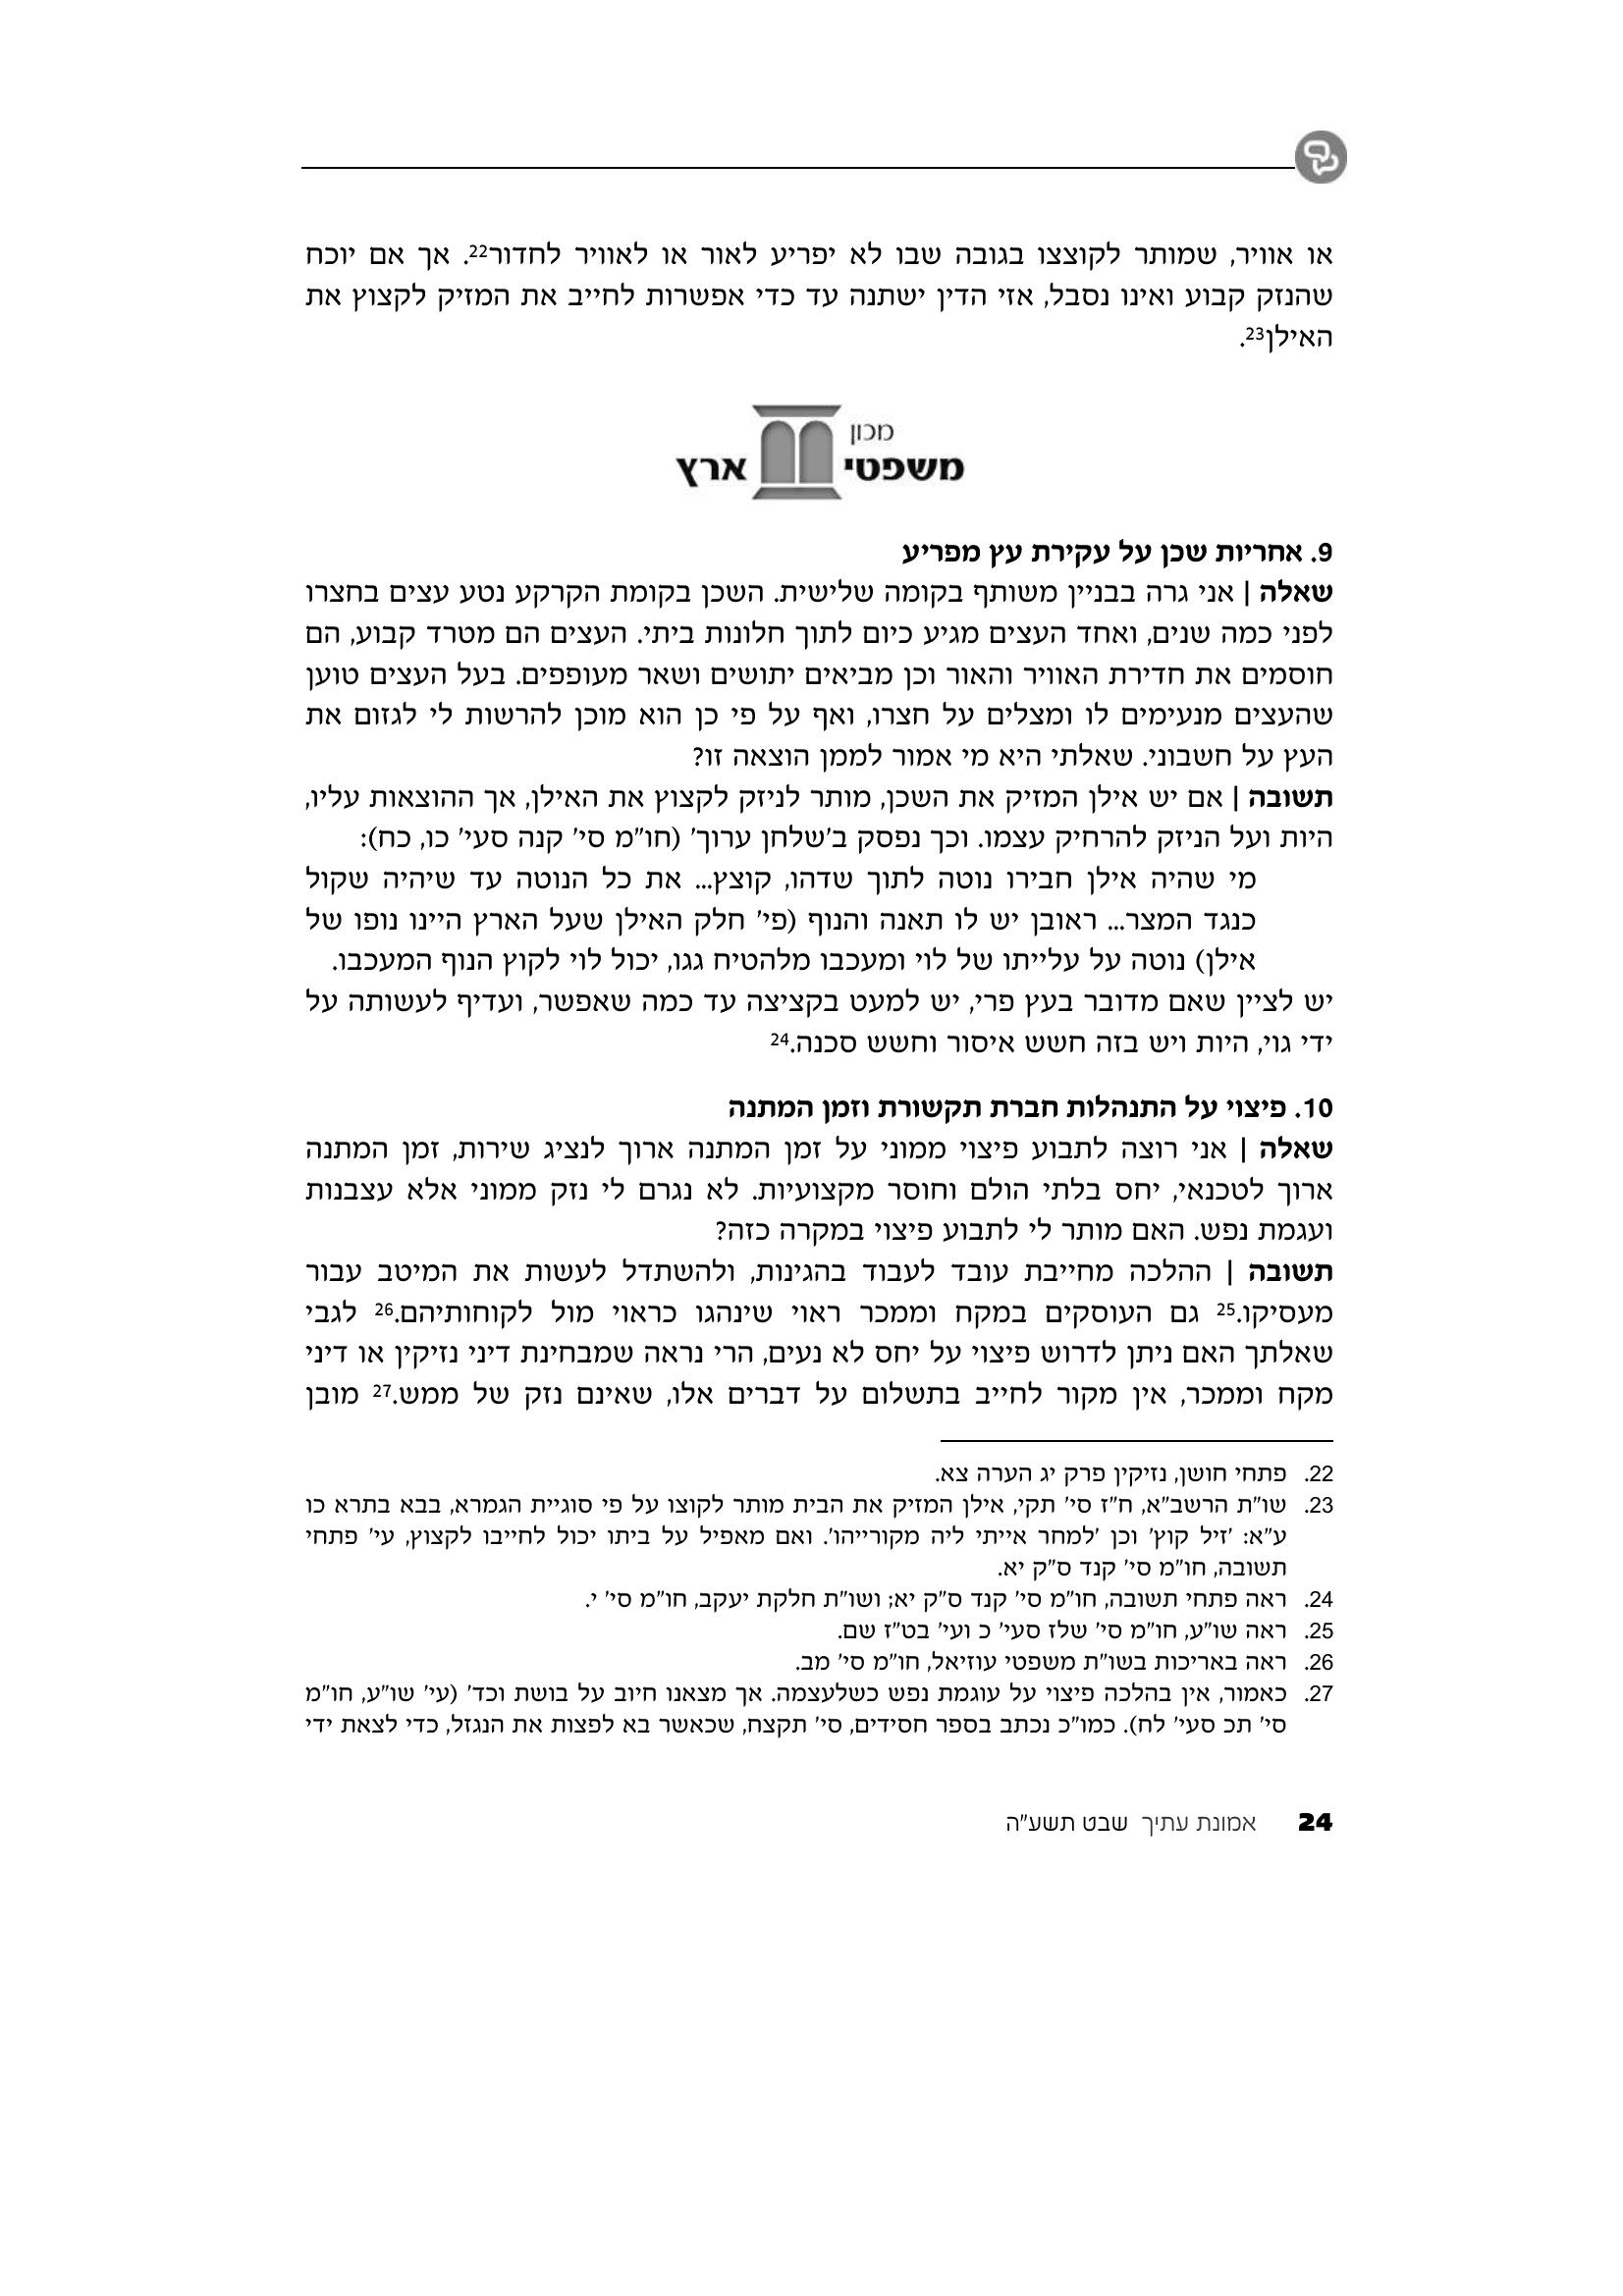 או אוויר, שמותר לקוצצו בגובה שבו לא יפריע לאור או לאוויר לחדור22. אך אם יוכח
שהנזק קבוע ואינו נסבל, אזי הדין ישתנה עד כדי אפשרות לחייב את המזיק לקצוץ את
האילן23.
מכון
משפטי ארץ
9. אחריות שכן על עקירת עץ מפריע
שאלה | אני גרה בבניין משותף בקומה שלישית. השכן בקומת הקרקע נטע עצים בחצרו
לפני כמה שנים, ואחד העצים מגיע כיום לתוך חלונות ביתי. העצים הם מטרד קבוע, הם
חוסמים את חדירת האוויר והאור וכן מביאים יתושים ושאר מעופפים. בעל העצים טוען
שהעצים מנעימים לו ומצלים על חצרו, ואף על פי כן הוא מוכן להרשות לי לגזום את
העץ על חשבוני. שאלתי היא מי אמור לממן הוצאה זו?
תשובה | אם יש אילן המזיק את השכן, מותר לניזק לקצוץ את האילן, אך ההוצאות עליו,
היות ועל הניזק להרחיק עצמו. וכך נפסק ב'שלחן ערוך' (חו"מ סי' קנה סעי' כו, כח):
מי שהיה אילן חבירו נוטה לתוך שדהו, קוצץ... את כל הנוטה עד שיהיה שקול
כנגד המצר... ראובן יש לו תאנה והנוף (פי' חלק האילן שעל הארץ היינו נופו של
אילן) נוטה על עלייתו של לוי ומעכבו מלהטיח גגו, יכול לוי לקוץ הנוף המעכבו.
יש לציין שאם מדובר בעץ פרי, יש למעט בקציצה עד כמה שאפשר, ועדיף לעשותה על
ידי גוי, היות ויש בזה חשש איסור וחשש סכנה.24
10. פיצוי על התנהלות חברת תקשורת וזמן המתנה
שאלה | אני רוצה לתבוע פיצוי ממוני על זמן המתנה ארוך לנציג שירות, זמן המתנה
ארוך לטכנאי, יחס בלתי הולם וחוסר מקצועיות. לא נגרם לי נזק ממוני אלא עצבנות
ועגמת נפש. האם מותר לי לתבוע פיצוי במקרה כזה?
תשובה | ההלכה מחייבת עובד לעבוד בהגינות, ולהשתדל לעשות את המיטב עבור
מעסיקו.25 גם העוסקים במקח וממכר ראוי שינהגו כראוי מול לקוחותיהם.26 לגבי
שאלתך האם ניתן לדרוש פיצוי על יחס לא נעים, הרי נראה שמבחינת דיני נזיקין או דיני
מקח וממכר, אין מקור לחייב בתשלום על דברים אלו, שאינם נזק של ממש.27 מובן
22. פתחי חושן, נזיקין פרק יג הערה צא.
23. שו"ת הרשב"א, ח"ז סי' תקי, אילן המזיק את הבית מותר לקוצו על פי סוגיית הגמרא, בבא בתרא כו
ע"א: 'זיל קוץ' וכן 'למחר אייתי ליה מקורייהו'. ואם מאפיל על ביתו יכול לחייבו לקצוץ, עי' פתחי
תשובה, חו"מ סי' קנד ס"ק יא.
24. ראה פתחי תשובה, חו"מ סי' קנד ס"ק יא; ושו"ת חלקת יעקב, חו"מ סי' י.
25. ראה שו"ע, חו"מ סי' שלז סעי' כ ועי' בט"ז שם.
26. ראה באריכות בשו"ת משפטי עוזיאל, חו"מ סי' מב.
27. כאמור, אין בהלכה פיצוי על עוגמת נפש כשלעצמה. אך מצאנו חיוב על בושת וכד' (עי' שו"ע, חו"מ
סי' תכ סעי' לח). כמו"כ נכתב בספר חסידים, סי' תקצח, שכאשר בא לפצות את הנגזל, כדי לצאת ידי
24 אמונת עתיך שבט תשע"ה